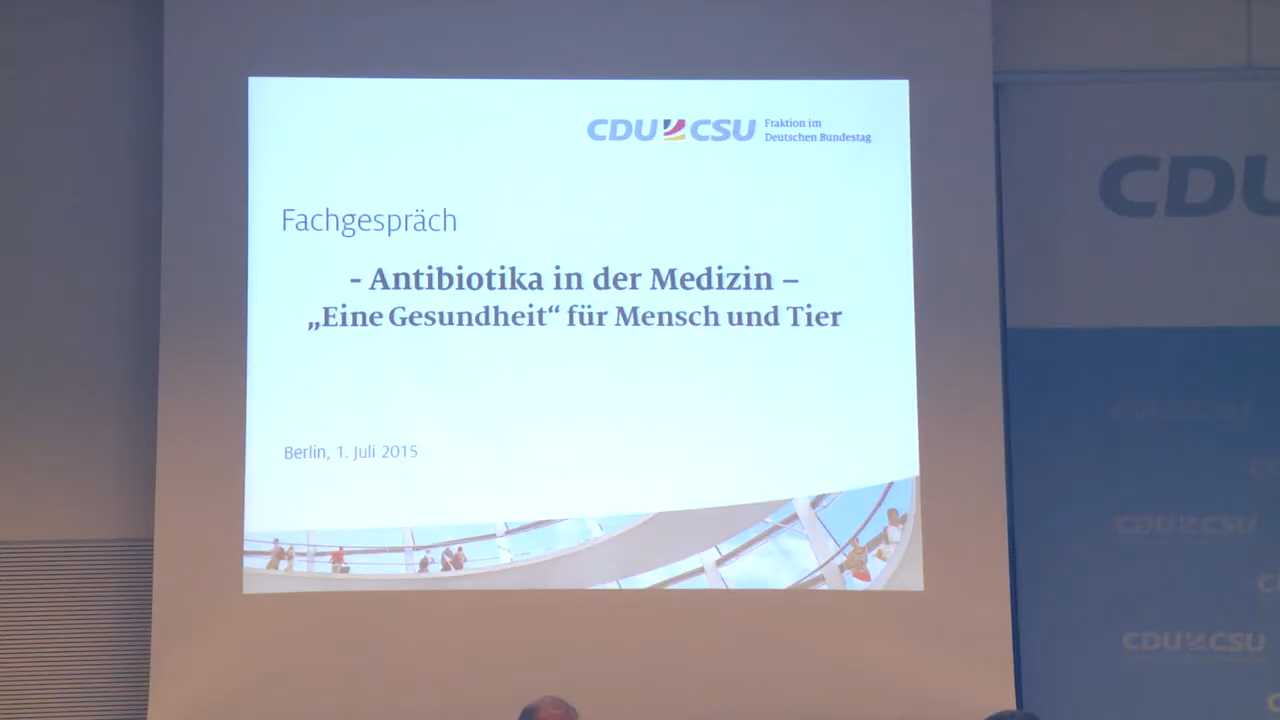 CDU CSU Fraktion im
Deutschen Bundestag
Fachgespräch
- Antibiotika in der Medizin –
„Eine Gesundheit“ für Mensch und Tier
Berlin, 1. Juli 2015
CDU
CDU CSU
CDU CSU